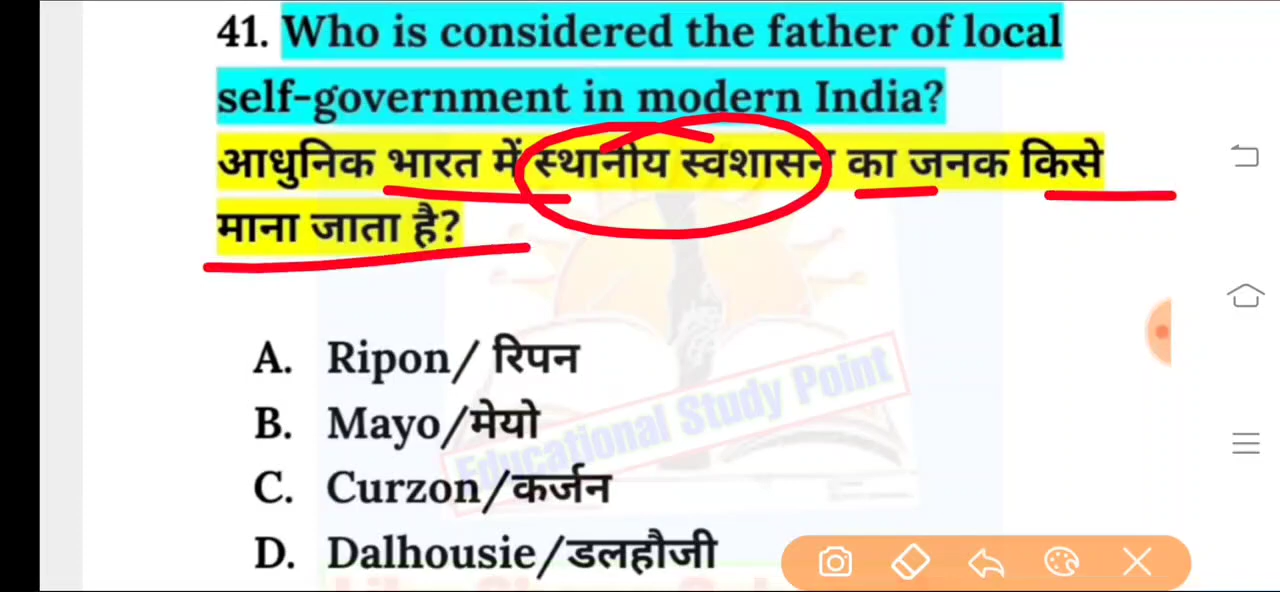 41. Who is considered the father of local
self-government in modern India?
आधुनिक भारत में स्थानीय स्वशासन का जनक किसे
माना जाता है?
A. Ripon/ रिपन
B. Mayo/मेयो
C. Curzon/कर्जन
D. Dalhousie/डलहौजी
Educational Study Point